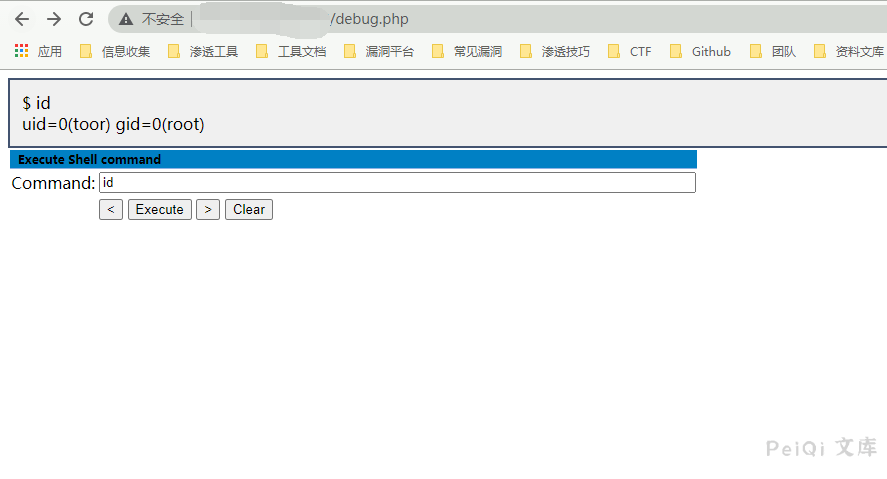 不安全 | /debug.php
应用 信息收集 渗透工具 工具文档 漏洞平台 常见漏洞 渗透技巧 CTF Github 团队 资料文库
$ id
uid=0(toor) gid=0(root)
Execute Shell command
Command: id
< Execute > Clear
PeiQi 文库